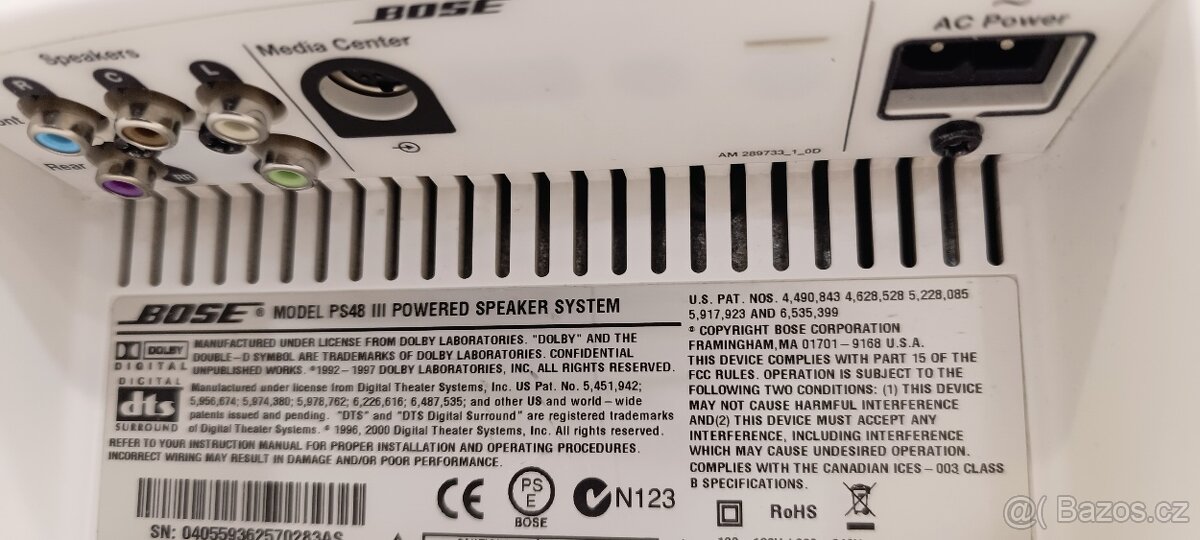 BOSE
Speakers
Media Center
AC Power
R
C
L
Rear
RR
AM 289733_1_0D
BOSE ® MODEL PS48 III POWERED SPEAKER SYSTEM
DOLBY
DIGITAL
MANUFACTURED UNDER LICENSE FROM DOLBY LABORATORIES. "DOLBY" AND THE
DOUBLE-D SYMBOL ARE TRADEMARKS OF DOLBY LABORATORIES. CONFIDENTIAL
UNPUBLISHED WORKS. ©1992-1997 DOLBY LABORATORIES, INC, ALL RIGHTS RESERVED.
DIGITAL
dts
SURROUND
Manufactured under license from Digital Theater Systems, Inc. US Pat. No. 5,451,942;
5,956,674; 5,974,380; 5,978,762; 6,226,616; 6,487,535; and other US and world-wide
patents issued and pending. "DTS" and "DTS Digital Surround" are registered trademarks
of Digital Theater Systems. © 1996, 2000 Digital Theater Systems, Inc. All rights reserved.
REFER TO YOUR INSTRUCTION MANUAL FOR PROPER INSTALLATION AND OPERATING PROCEDURES.
INCORRECT WIRING MAY RESULT IN DAMAGE AND/OR POOR PERFORMANCE.
SN: 040559362570283AS
CE
PS
E
BOSE
N123
U.S. PAT. NOS. 4,490,843 4,628,528 5,228,085
5,917,923 AND 6,535,399
© COPYRIGHT BOSE CORPORATION
FRAMINGHAM,MA 01701-9168 U.S.A.
THIS DEVICE COMPLIES WITH PART 15 OF THE
FCC RULES. OPERATION IS SUBJECT TO THE
FOLLOWING TWO CONDITIONS: (1) THIS DEVICE
MAY NOT CAUSE HARMFUL INTERFERENCE
AND(2) THIS DEVICE MUST ACCEPT ANY
INTERFERENCE, INCLUDING INTERFERENCE
WHICH MAY CAUSE UNDESIRED OPERATION.
COMPLIES WITH THE CANADIAN ICES-003 CLASS
B SPECIFICATIONS.
RoHS
Bazos.cz